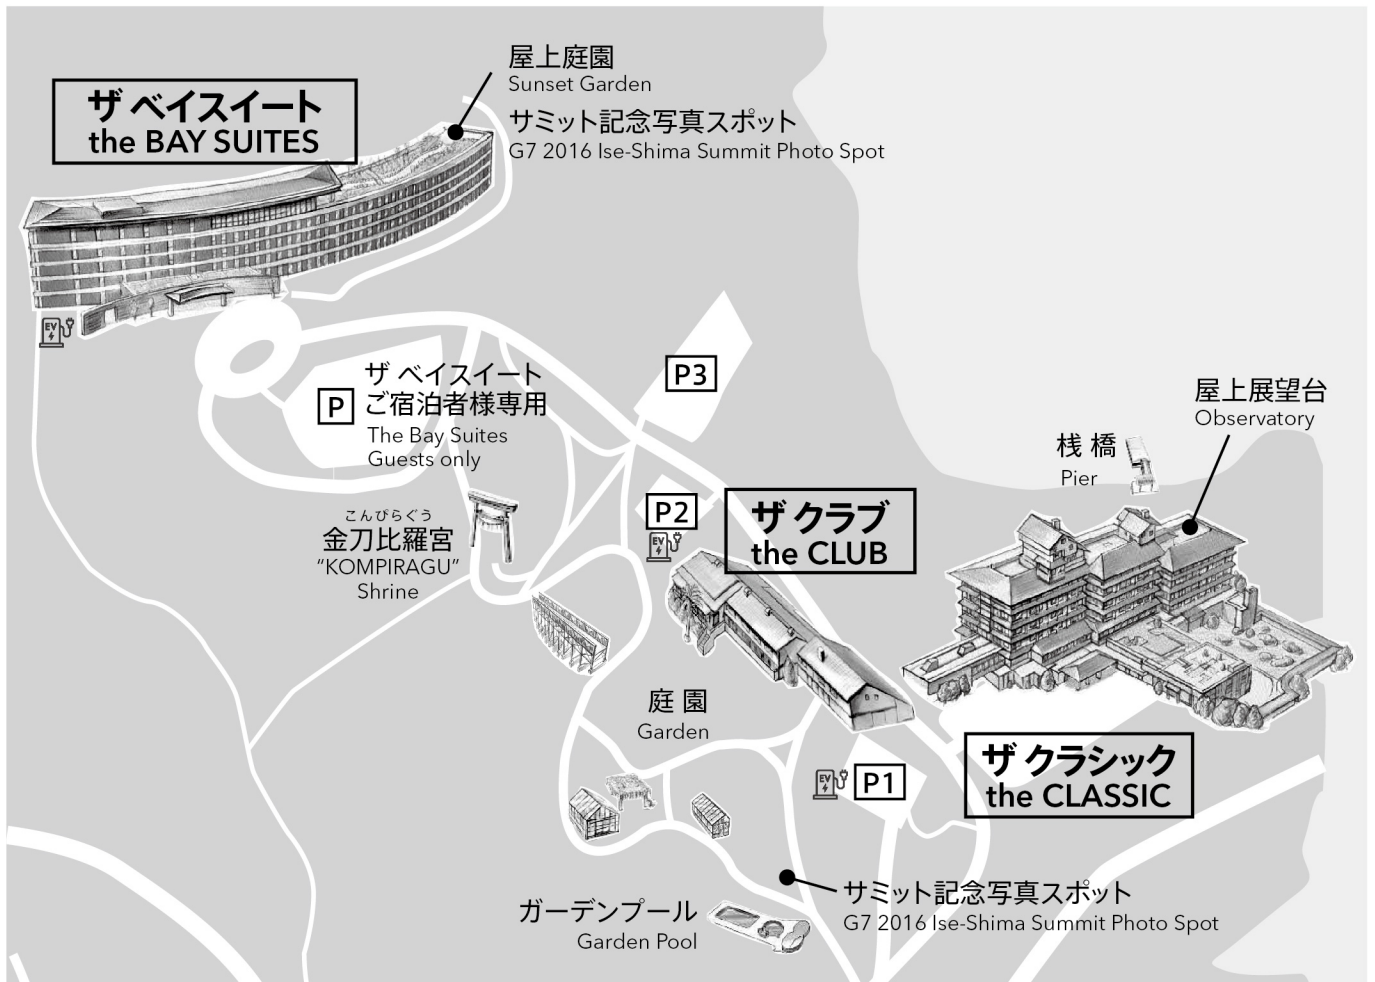 屋上庭園
Sunset Garden
サミット記念写真スポット
G7 2016 Ise-Shima Summit Photo Spot
ザ ベイスイート
the BAY SUITES
EV
P3
P
ザ ベイスイート
ご宿泊者様専用
The Bay Suites
Guests only
屋上展望台
Observatory
桟橋
Pier
こんぴらぐう
金刀比羅宮
“KOMPIRAGU”
Shrine
P2
EV
ザ クラブ
the CLUB
庭園
Garden
EV
P1
ザ クラシック
the CLASSIC
サミット記念写真スポット
G7 2016 Ise-Shima Summit Photo Spot
ガーデンプール
Garden Pool